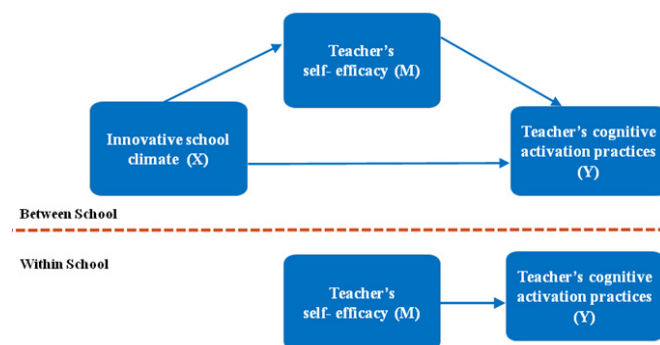 Teacher's
self- efficacy (M)
Innovative school
climate (X)
Teacher's cognitive
activation practices
(Y)
Between School
Within School
Teacher's
self- efficacy (M)
Teacher's cognitive
activation practices
(Y)